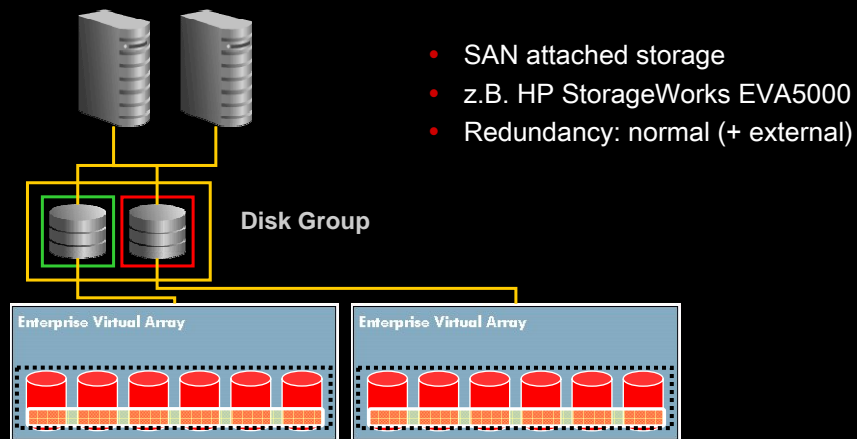 SAN attached storage
z.B. HP StorageWorks EVA5000
Redundancy: normal (+ external)
Disk Group
Enterprise Virtual Array
Enterprise Virtual Array